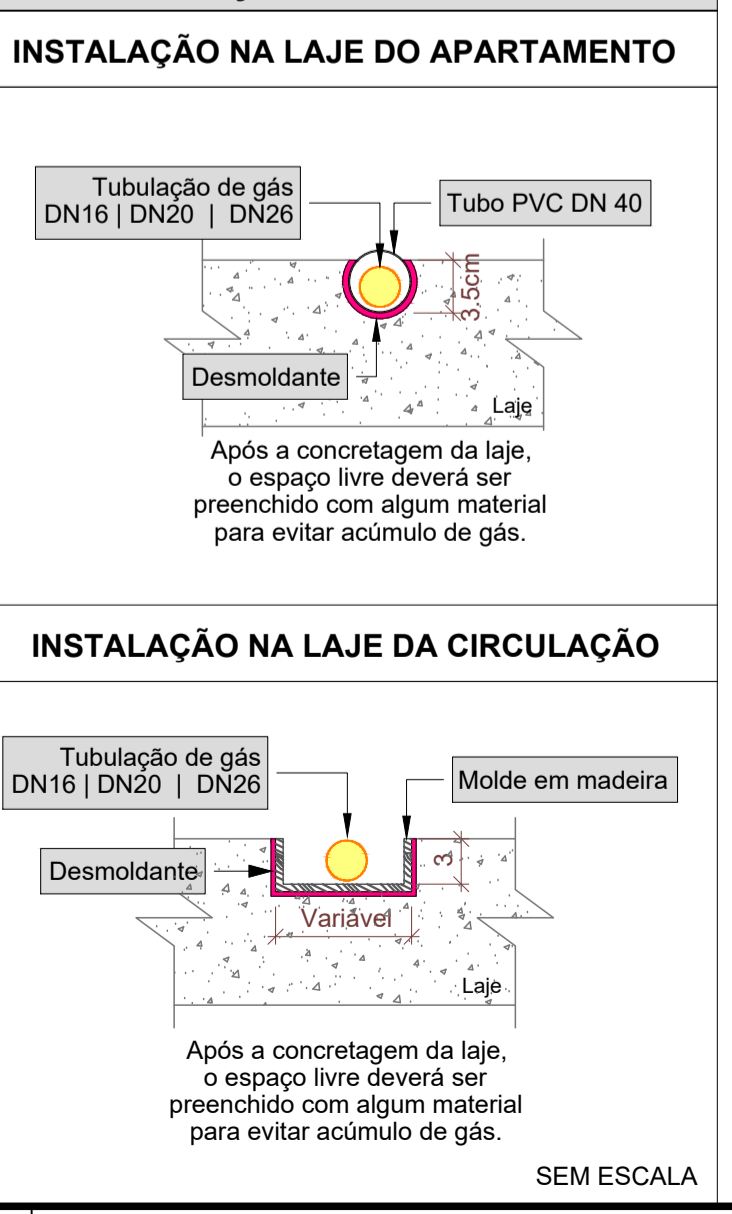 INSTALAÇÃO NA LAJE DO APARTAMENTO
Tubulação de gás
DN16 | DN20 | DN26
Tubo PVC DN 40
3.5cm
Desmoldante
Laje
Após a concretagem da laje,
o espaço livre deverá ser
preenchido com algum material
para evitar acúmulo de gás.
INSTALAÇÃO NA LAJE DA CIRCULAÇÃO
Tubulação de gás
DN16 | DN20 | DN26
Molde em madeira
Desmoldante
3
Variável
Laje
Após a concretagem da laje,
o espaço livre deverá ser
preenchido com algum material
para evitar acúmulo de gás.
SEM ESCALA